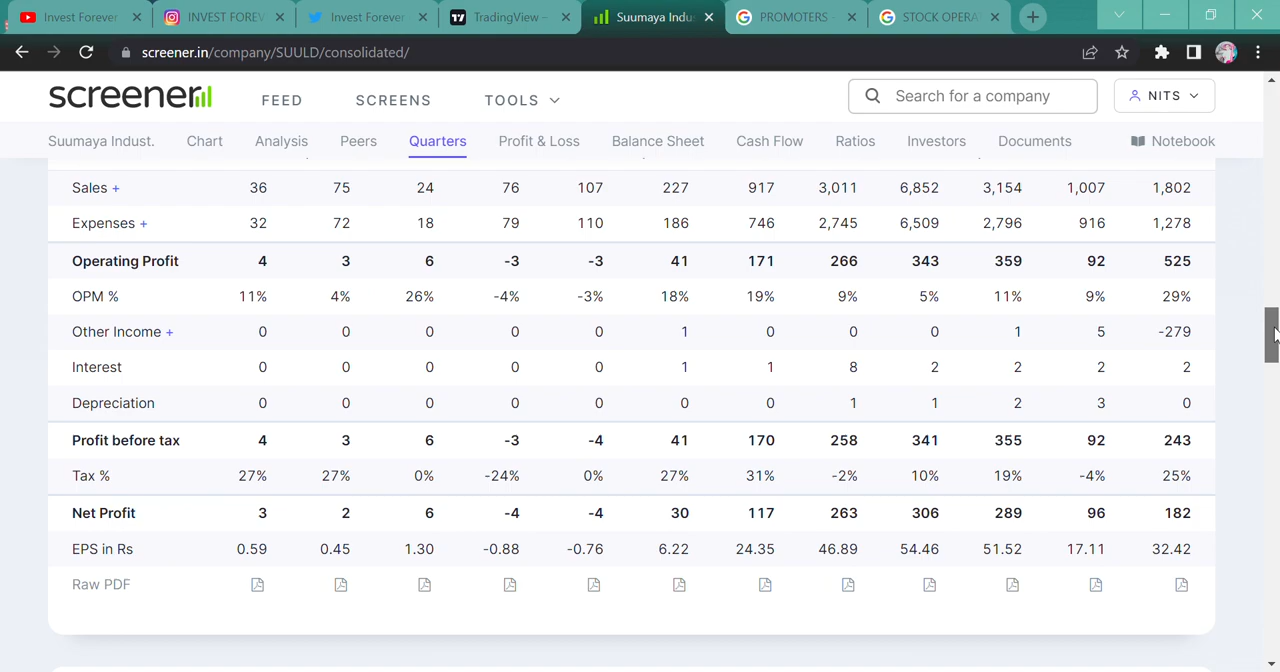 Invest Forever
INVEST FOREV
Invest Forever
TradingView –
Suumaya Indu
PROMOTERS -
STOCK OPERA
screener.in/company/SUULD/consolidated/
screener
FEED SCREENS TOOLS
Search for a company
NITS
Suumaya Indust. Chart Analysis Peers Quarters Profit & Loss Balance Sheet Cash Flow Ratios Investors Documents Notebook
Sales + 36 75 24 76 107 227 917 3,011 6,852 3,154 1,007 1,802
Expenses + 32 72 18 79 110 186 746 2,745 6,509 2,796 916 1,278
Operating Profit 4 3 6 -3 -3 41 171 266 343 359 92 525
OPM % 11% 4% 26% -4% -3% 18% 19% 9% 5% 11% 9% 29%
Other Income + 0 0 0 0 0 1 0 0 0 1 5 -279
Interest 0 0 0 0 0 1 1 8 2 2 2 2
Depreciation 0 0 0 0 0 0 0 1 1 2 3 0
Profit before tax 4 3 6 -3 -4 41 170 258 341 355 92 243
Tax % 27% 27% 0% -24% 0% 27% 31% -2% 10% 19% -4% 25%
Net Profit 3 2 6 -4 -4 30 117 263 306 289 96 182
EPS in Rs 0.59 0.45 1.30 -0.88 -0.76 6.22 24.35 46.89 54.46 51.52 17.11 32.42
Raw PDF